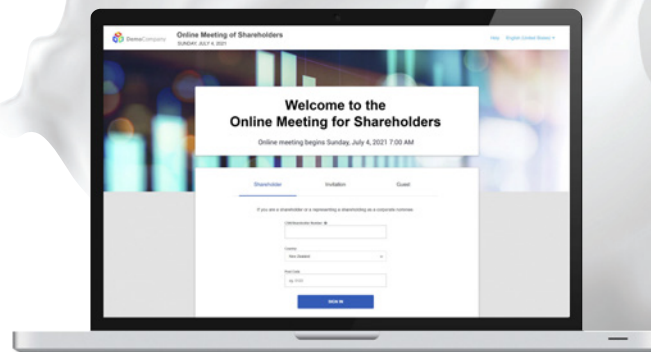 DemoCompany
Online Meeting of Shareholders
SUNDAY, JULY 4, 2021
Help
English (United States)
Welcome to the
Online Meeting for Shareholders
Online meeting begins Sunday, July 4, 2021 7:00 AM
Shareholder
Invitation
Guest
If you are a shareholder or a representing a shareholding as a corporate nominee
Country
New Zealand
Post Code
SIGN IN